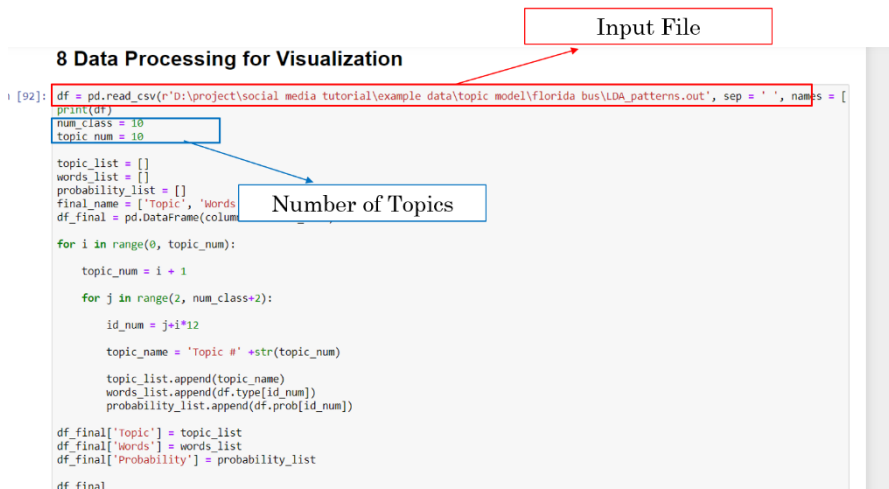 Input File
8 Data Processing for Visualization
[92]: df = pd.read_csv(r'D:\project\social media tutorial\example data\topic model\florida bus\LDA_patterns.out', sep = ' ', names = [
print(df)
num_class = 10
topic_num = 10
topic_list = []
words_list = []
probability_list = []
final_name = ['Topic', 'Words
Number of Topics
df_final = pd.DataFrame(colum
for i in range(0, topic_num):
topic_num = i + 1
for j in range(2, num_class+2):
id_num = j+i*12
topic_name = 'Topic #' +str(topic_num)
topic_list.append(topic_name)
words_list.append(df.type[id_num])
probability_list.append(df.prob[id_num])
df_final['Topic'] = topic_list
df_final['Words'] = words_list
df_final['Probability'] = probability_list
df_final